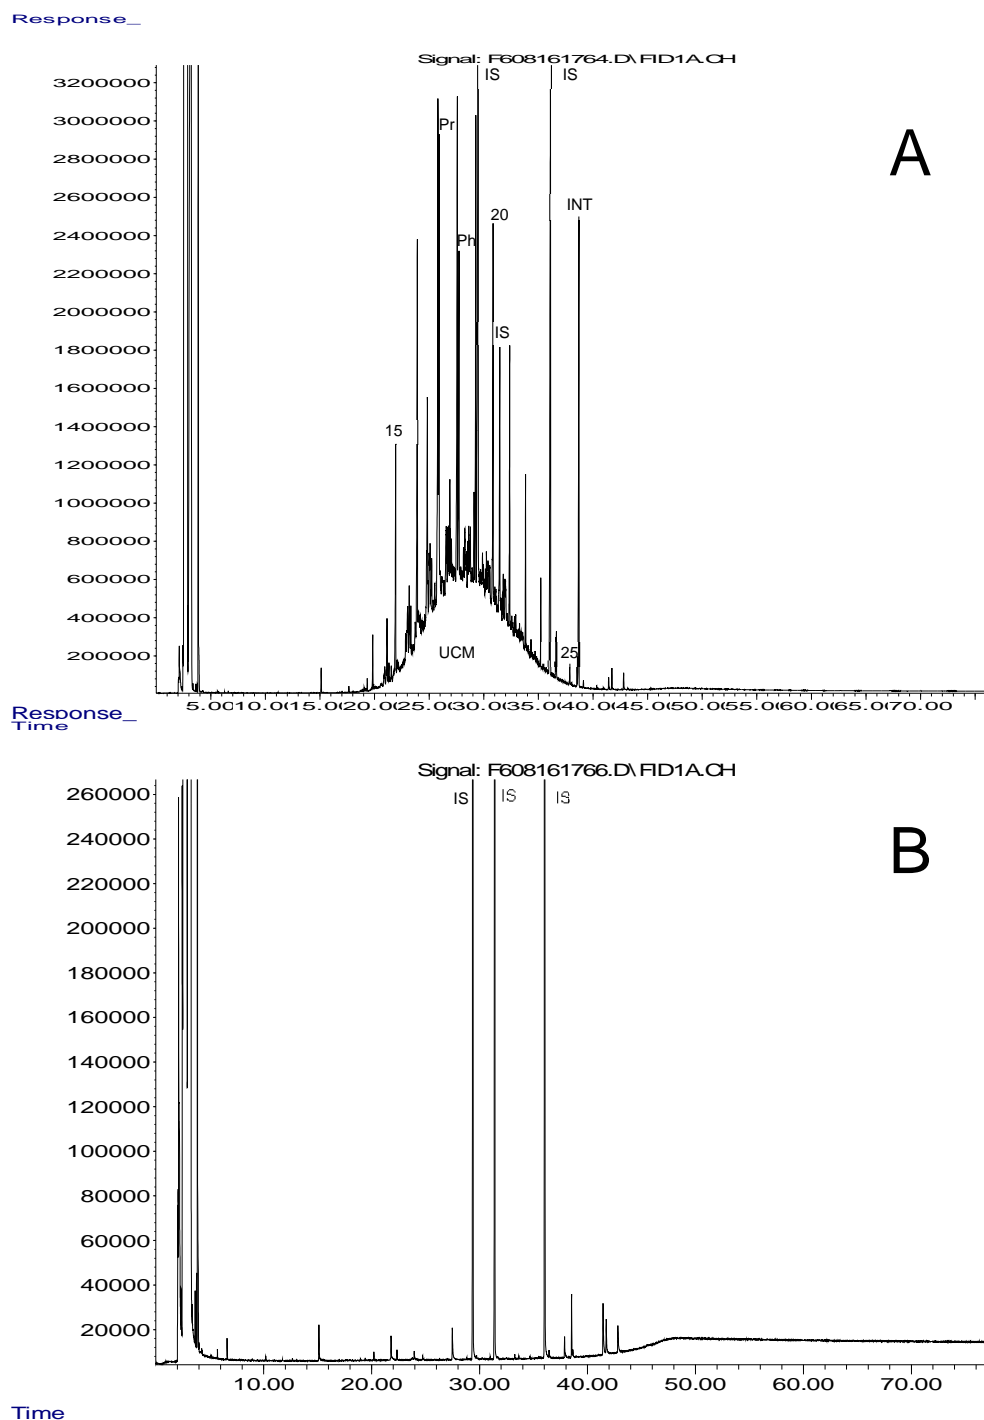 Response_
Signal: F608161764.D\FID1A.CH
IS
IS
3200000
3000000
Pr
A
2800000
2600000
INT
20
2400000
Ph
2200000
2000000
IS
1800000
1600000
15
1400000
1200000
1000000
800000
600000
400000
UCM
25
200000
5.00
10.00
15.00
20.00
25.00
30.00
35.00
40.00
45.00
50.00
55.00
60.00
65.00
70.00
Response_
Time
Signal: F608161766.D\FID1A.CH
IS
IS
IS
260000
240000
B
220000
200000
180000
160000
140000
120000
100000
80000
60000
40000
20000
10.00 20.00 30.00 40.00 50.00 60.00 70.00
Time